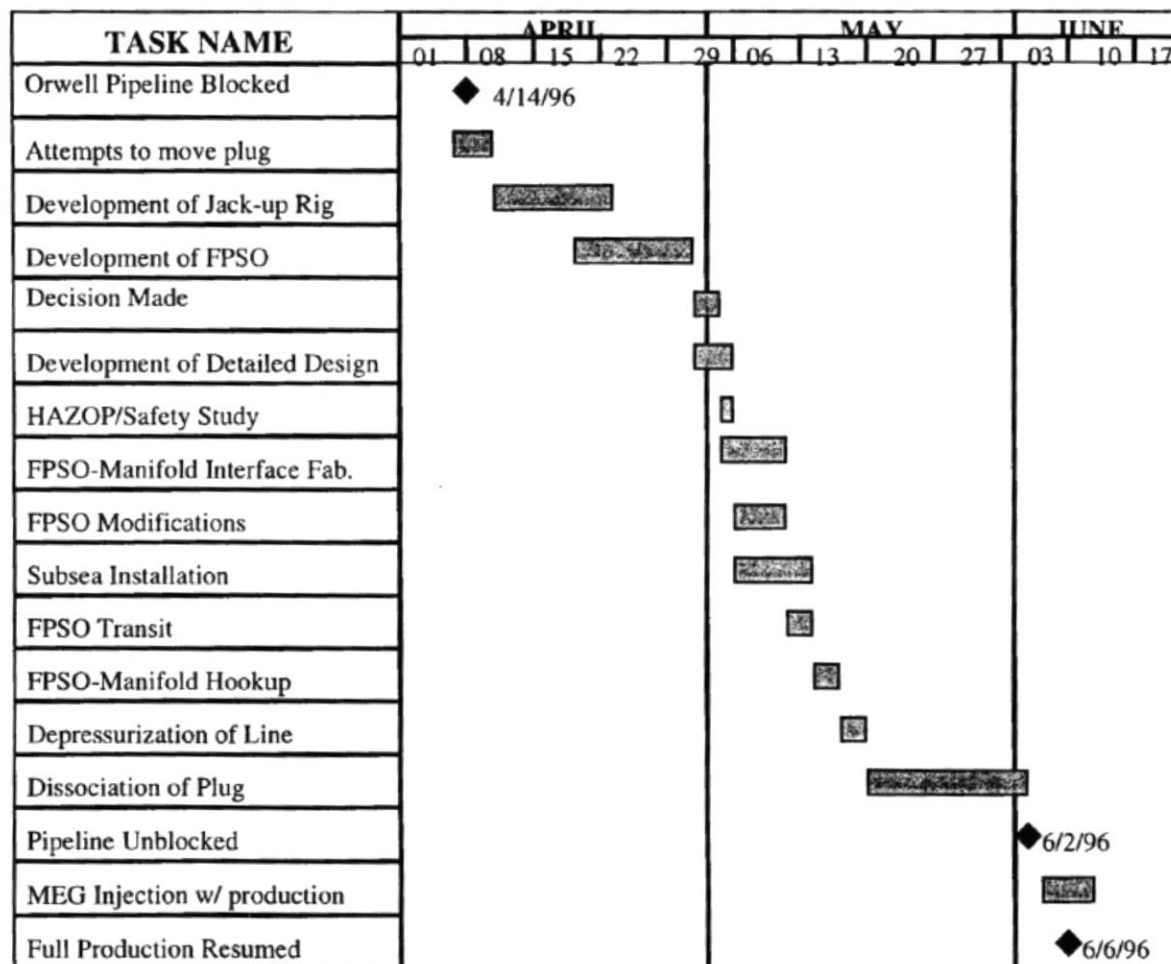 TASK NAME APRIL MAY JUNE
01 08 15 22 29 06 13 20 27 03 10 17
Orwell Pipeline Blocked 4/14/96
Attempts to move plug
Development of Jack-up Rig
Development of FPSO
Decision Made
Development of Detailed Design
HAZOP/Safety Study
FPSO-Manifold Interface Fab.
FPSO Modifications
Subsea Installation
FPSO Transit
FPSO-Manifold Hookup
Depressurization of Line
Dissociation of Plug
Pipeline Unblocked 6/2/96
MEG Injection w/ production
Full Production Resumed 6/6/96